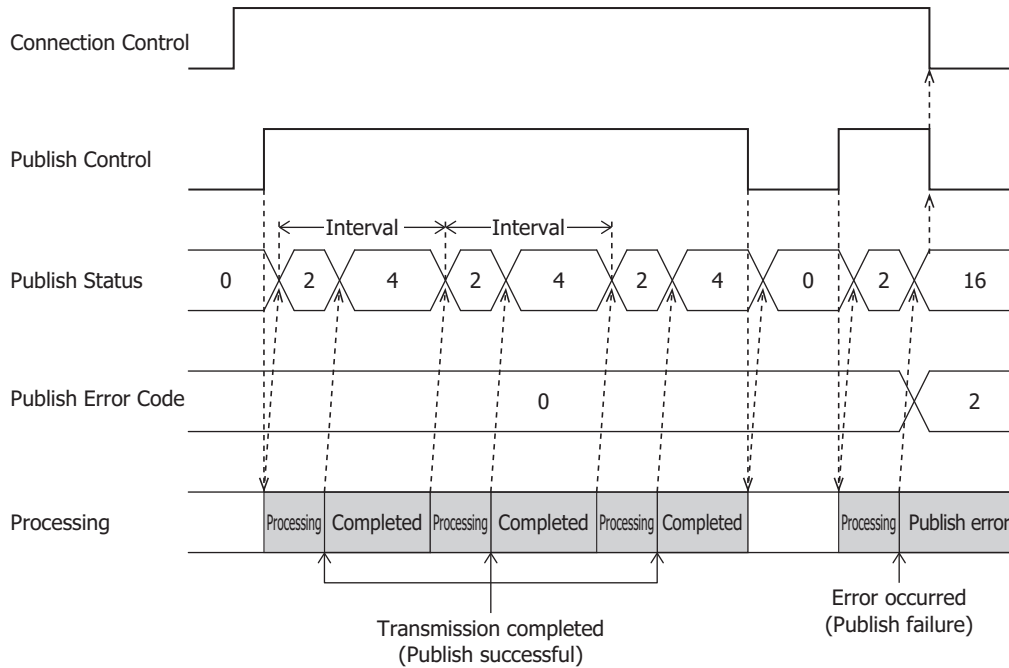 Connection Control
Publish Control
Interval Interval
Publish Status 0 2 4 2 4 2 4 0 2 16
Publish Error Code 0 2
Processing Processing Completed Processing Completed Processing Completed Processing Publish error
Transmission completed
(Publish successful)
Error occurred
(Publish failure)